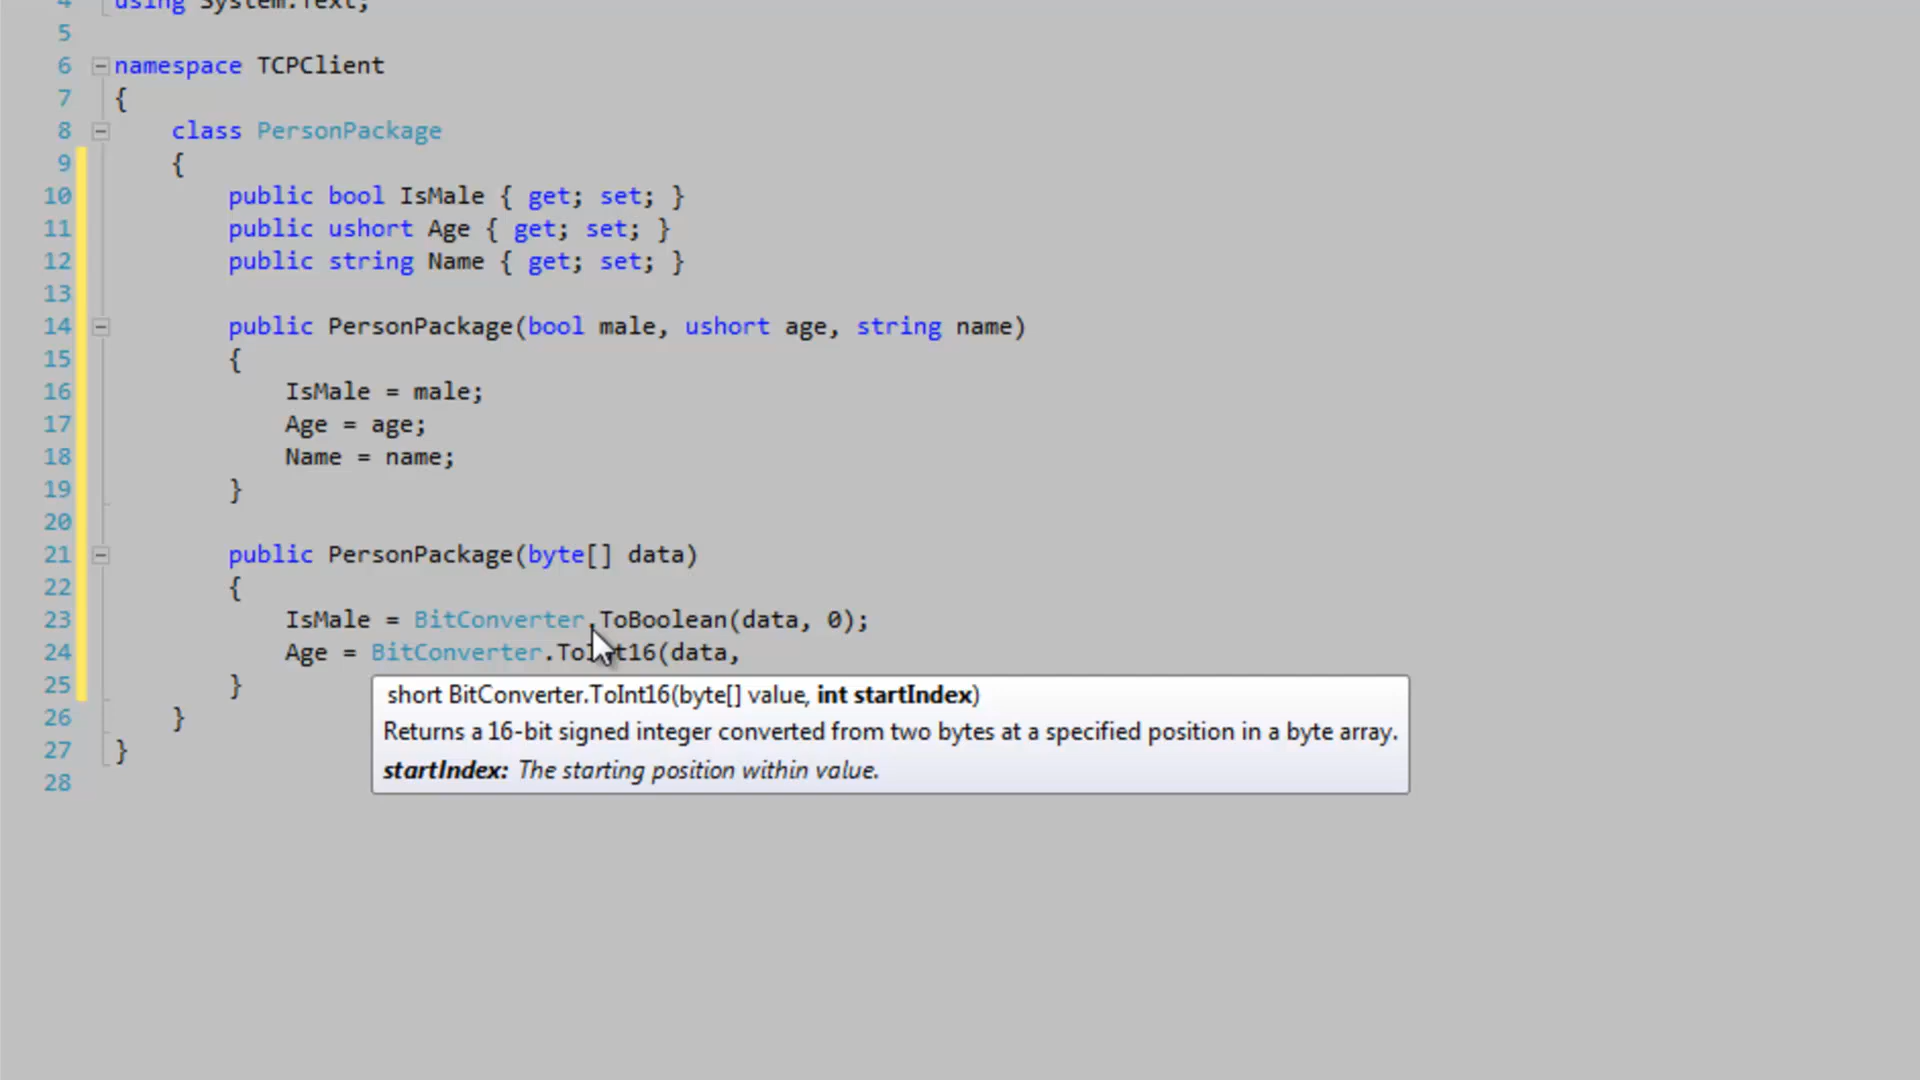 4 using System.Text;
5
6 namespace TCPClient
7 {
8 class PersonPackage
9 {
10 public bool IsMale { get; set; }
11 public ushort Age { get; set; }
12 public string Name { get; set; }
13
14 public PersonPackage(bool male, ushort age, string name)
15 {
16 IsMale = male;
17 Age = age;
18 Name = name;
19 }
20
21 public PersonPackage(byte[] data)
22 {
23 IsMale = BitConverter.ToBoolean(data, 0);
24 Age = BitConverter.ToInt16(data,
25 }
short BitConverter.ToInt16(byte[] value, int startIndex)
26 }
Returns a 16-bit signed integer converted from two bytes at a specified position in a byte array.
27 }
startIndex: The starting position within value.
28